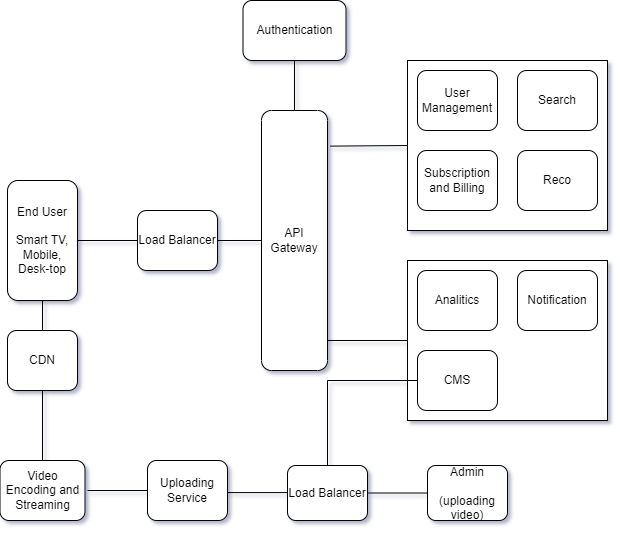 Authentication
User
Management
Search
Subscription
and Billing
Reco
End User
Smart TV,
Mobile,
Desk-top
Load Balancer
API
Gateway
Analitics
Notification
CDN
CMS
Video
Encoding and
Streaming
Uploading
Service
Load Balancer
Admin
(uploading
video)